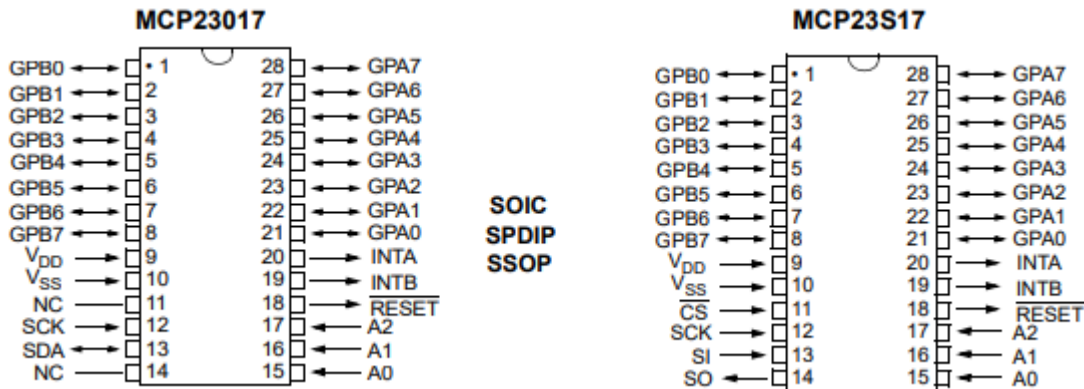 MCP23017
GPB0 • 1 28 GPA7
GPB1 2 27 GPA6
GPB2 3 26 GPA5
GPB3 4 25 GPA4
GPB4 5 24 GPA3
GPB5 6 23 GPA2
GPB6 7 22 GPA1
GPB7 8 21 GPA0
VDD 9 20 INTA
VSS 10 19 INTB
NC 11 18 RESET
SCK 12 17 A2
SDA 13 16 A1
NC 14 15 A0
SOIC
SPDIP
SSOP
MCP23S17
GPB0 • 1 28 GPA7
GPB1 2 27 GPA6
GPB2 3 26 GPA5
GPB3 4 25 GPA4
GPB4 5 24 GPA3
GPB5 6 23 GPA2
GPB6 7 22 GPA1
GPB7 8 21 GPA0
VDD 9 20 INTA
VSS 10 19 INTB
CS 11 18 RESET
SCK 12 17 A2
SI 13 16 A1
SO 14 15 A0